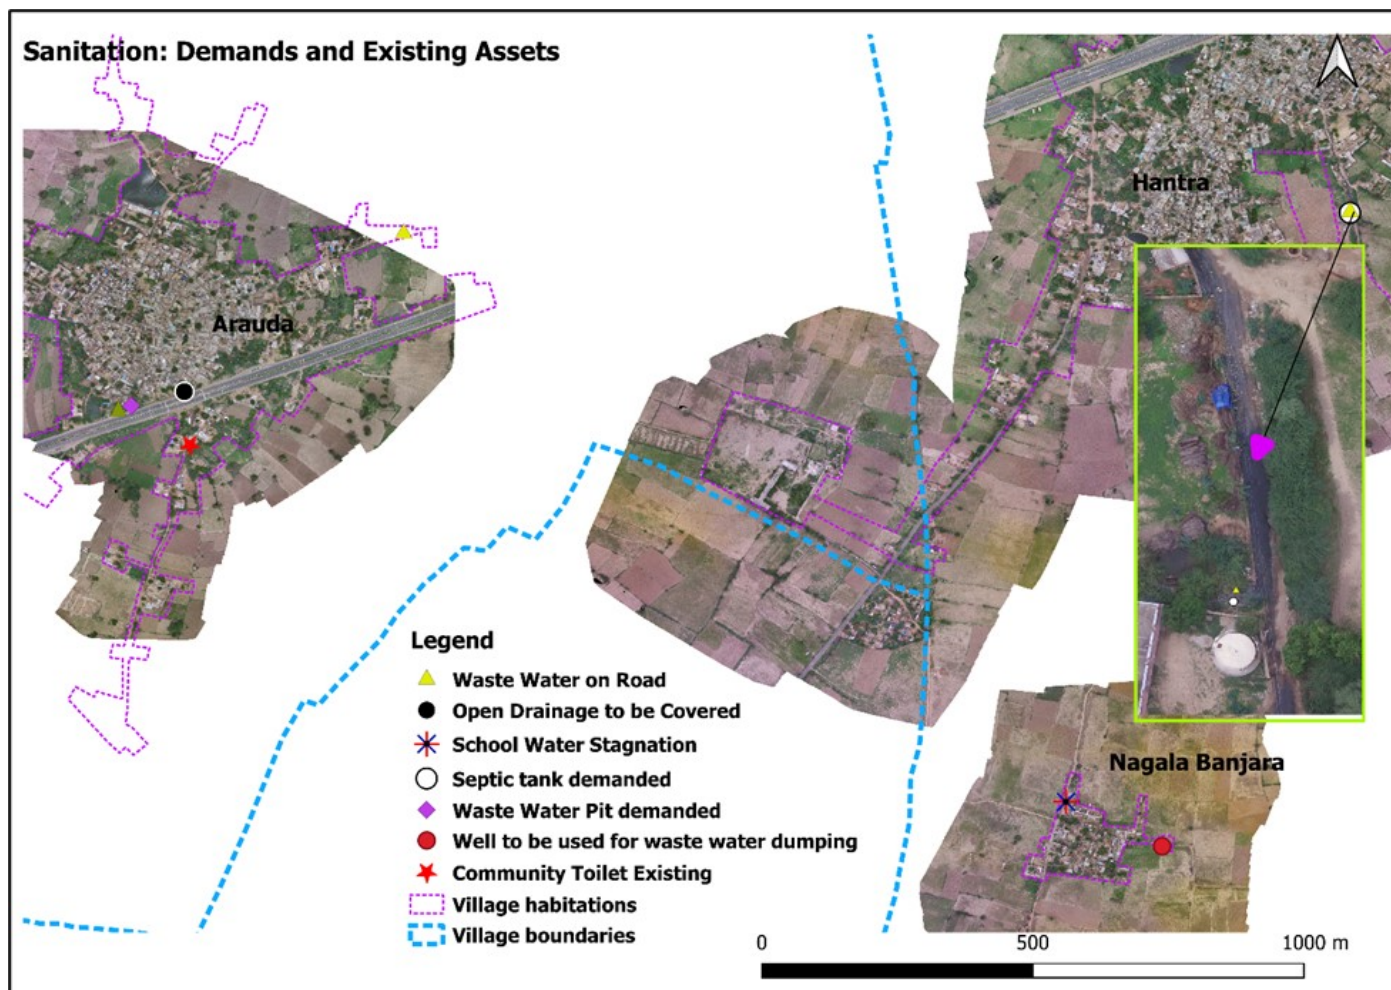 Sanitation: Demands and Existing Assets
Hantra
Arauda
Legend
Waste Water on Road
Open Drainage to be Covered
School Water Stagnation
Septic tank demanded
Waste Water Pit demanded
Well to be used for waste water dumping
Community Toilet Existing
Village habitations
Village boundaries
Nagala Banjara
0 500 1000 m